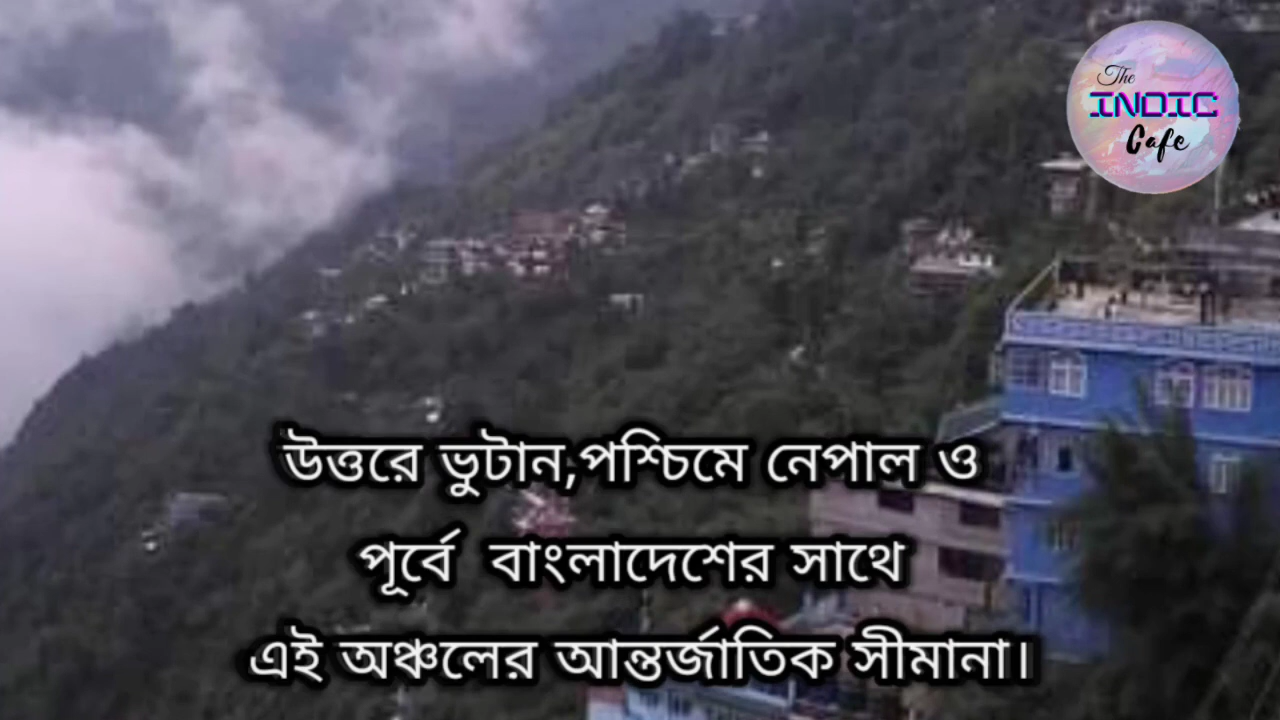 The
INDIC
Cafe
উত্তরে ভুটান,পশ্চিমে নেপাল ও
পূর্বে বাংলাদেশের সাথে
এই অঞ্চলের আন্তর্জাতিক সীমানা।